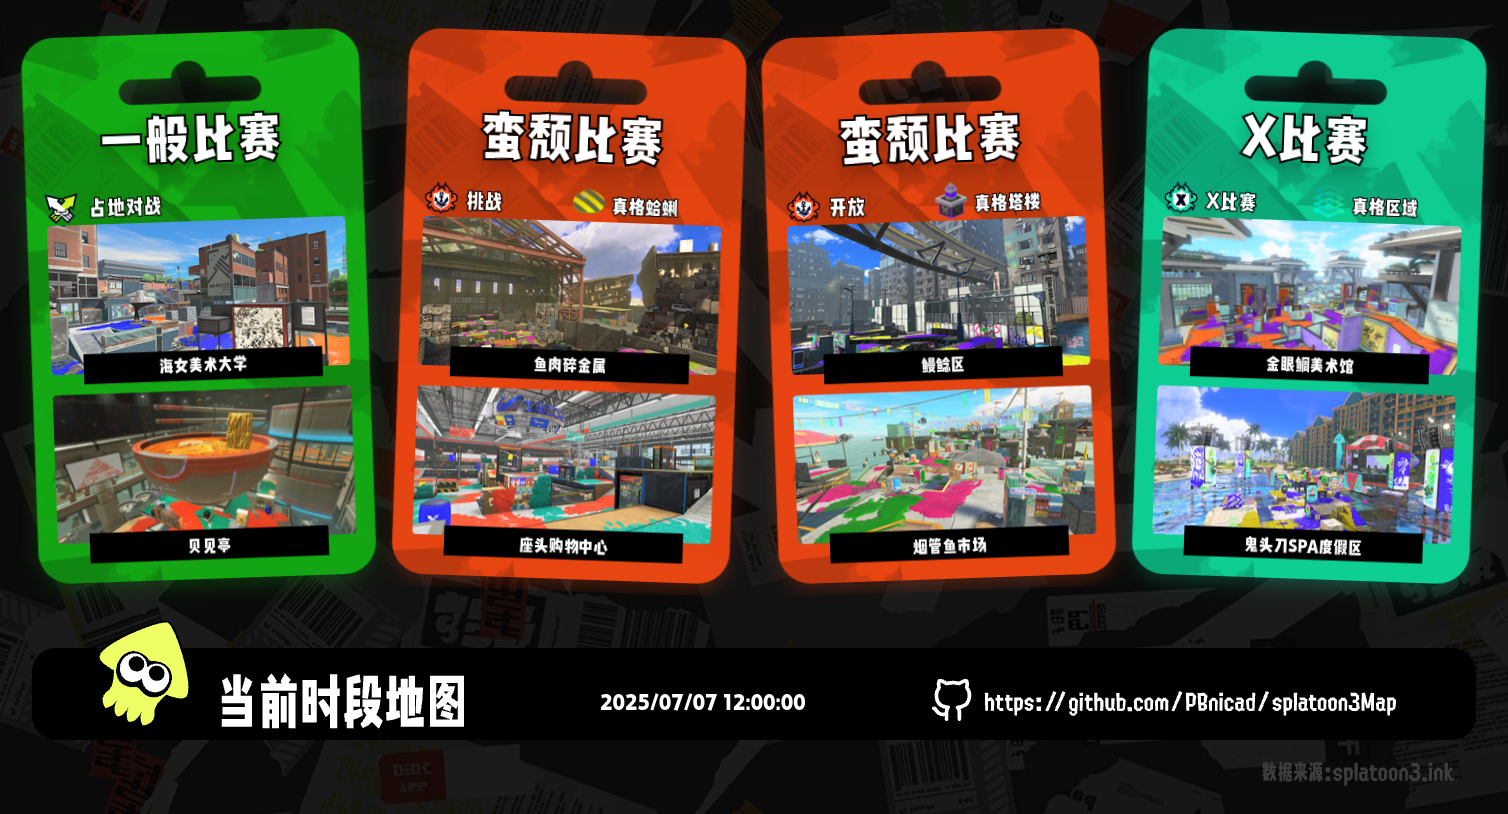 一般比赛
占地对战
海女美术大学
贝见亭
蛮颓比赛
挑战
真格蛤蜊
鱼肉碎金属
座头购物中心
蛮颓比赛
开放
真格塔楼
鳗鲶区
烟管鱼市场
X比赛
X比赛
真格区域
金眼鲷美术馆
鬼头刀SPA度假区
当前时段地图
2025/07/07 12:00:00
https://github.com/PBnicad/splatoon3Map
数据来源:splatoon3.ink